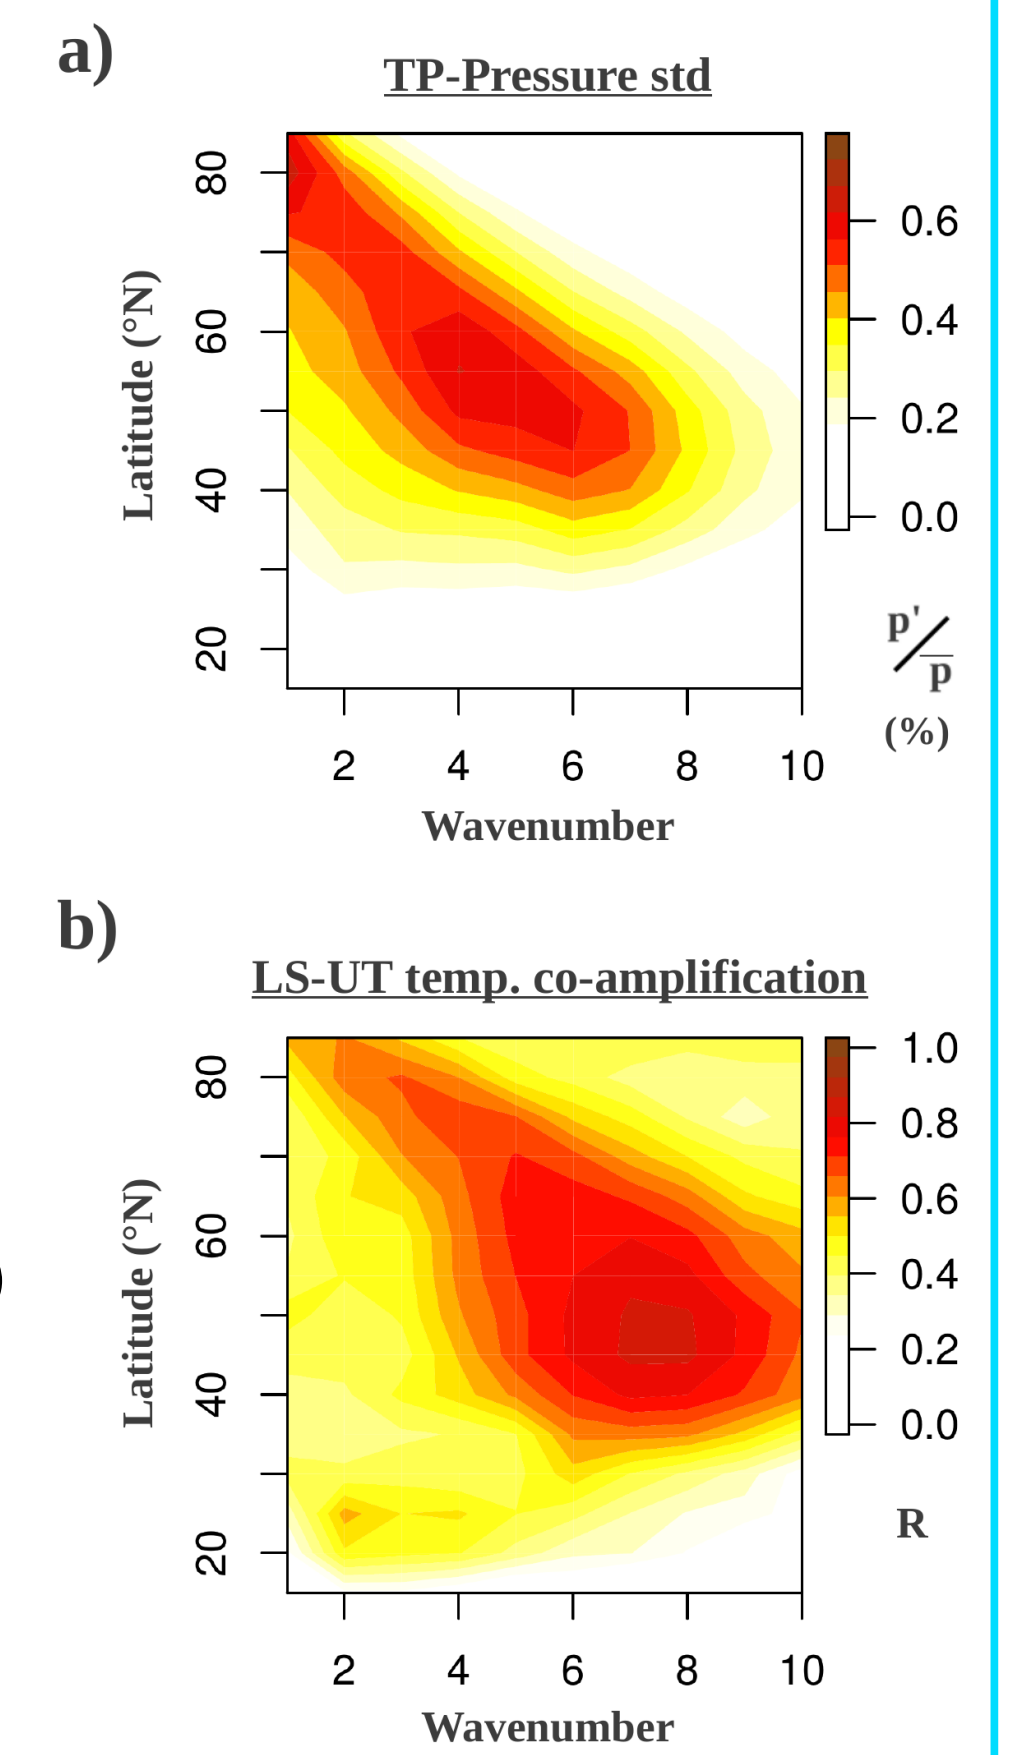 a)
TP-Pressure std
80
60
40
20
Latitude (°N)
2 4 6 8 10
Wavenumber
0.6
0.4
0.2
0.0
p'/p̅
(%)
b)
LS-UT temp. co-amplification
80
60
40
20
Latitude (°N)
2 4 6 8 10
Wavenumber
1.0
0.8
0.6
0.4
0.2
0.0
R
)